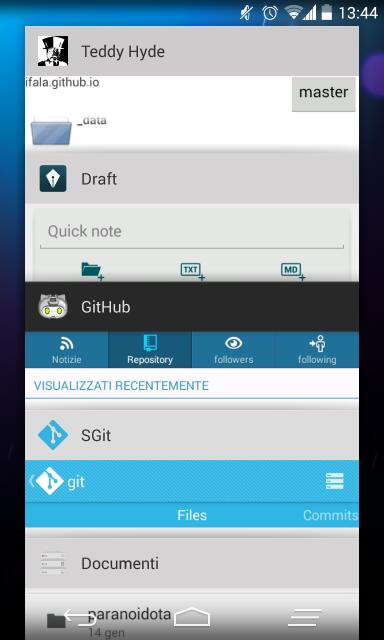 13:44
Teddy Hyde
ifala.github.io
master
_data
Draft
Quick note
TXT
MD
GitHub
Notizie
Repository
followers
following
VISUALIZZATI RECENTEMENTE
SGit
git
Files
Commits
Documenti
paranoidota
14 gen